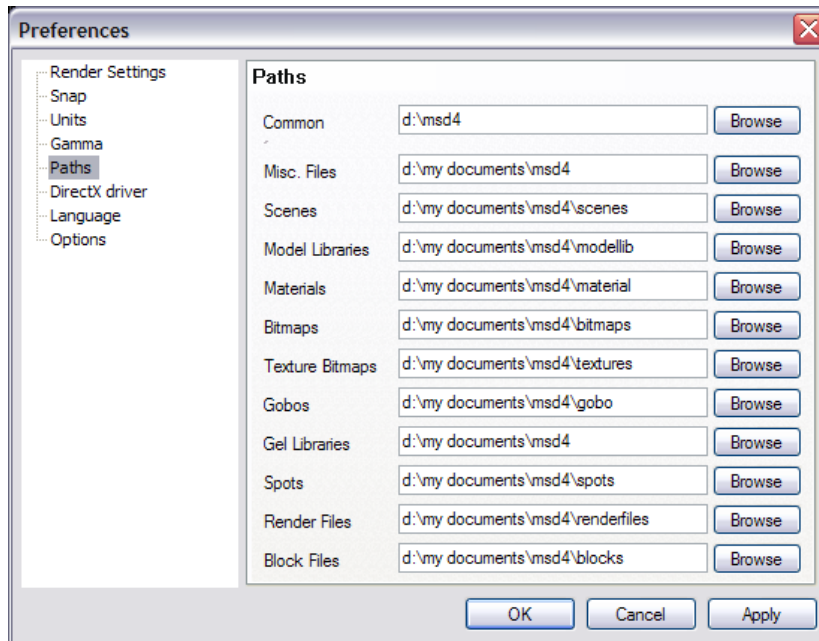 Preferences
Render Settings
Snap
Units
Gamma
Paths
DirectX driver
Language
Options
Paths
Common d:\msd4 Browse
Misc. Files d:\my documents\msd4 Browse
Scenes d:\my documents\msd4\scenes Browse
Model Libraries d:\my documents\msd4\modellib Browse
Materials d:\my documents\msd4\material Browse
Bitmaps d:\my documents\msd4\bitmaps Browse
Texture Bitmaps d:\my documents\msd4\textures Browse
Gobos d:\my documents\msd4\gobo Browse
Gel Libraries d:\my documents\msd4 Browse
Spots d:\my documents\msd4\spots Browse
Render Files d:\my documents\msd4\renderfiles Browse
Block Files d:\my documents\msd4\blocks Browse
OK Cancel Apply